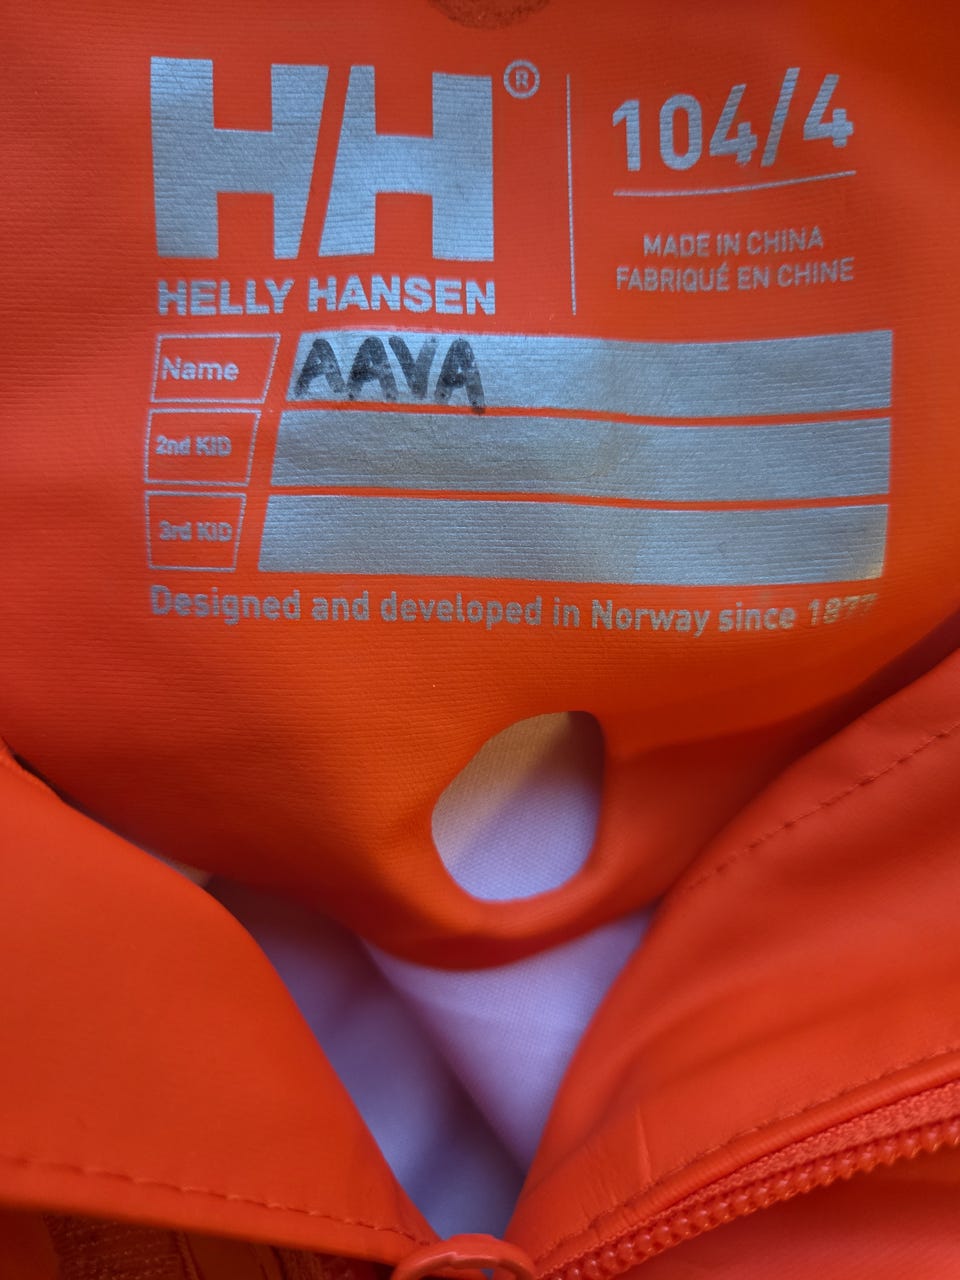 HH®
HELLY HANSEN
104/4
MADE IN CHINA
FABRIQUÉ EN CHINE
Name AAVA
2nd KID
3rd KID
Designed and developed in Norway since 1877